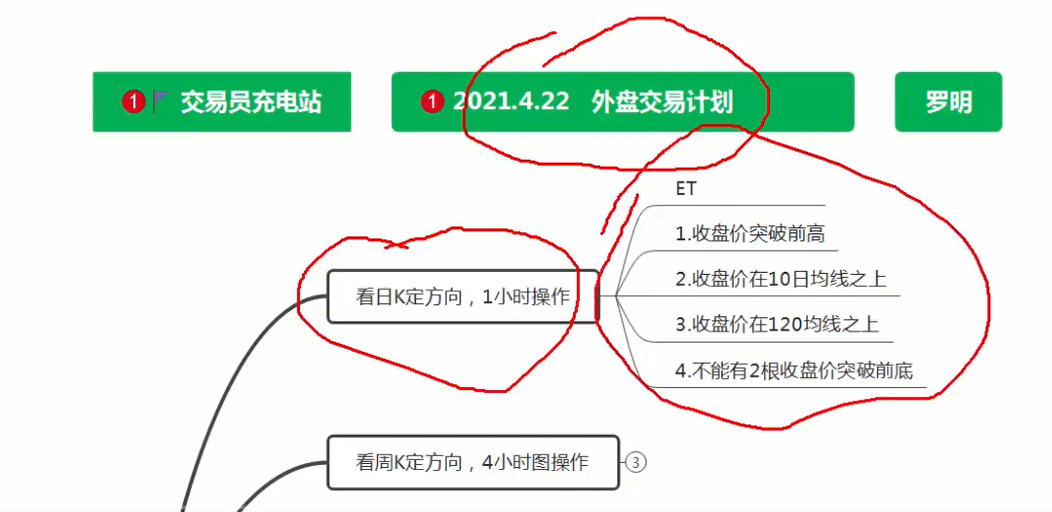 1 交易员充电站
1 2021.4.22 外盘交易计划
罗明
ET
1.收盘价突破前高
2.收盘价在10日均线之上
看日K定方向，1小时操作
3.收盘价在120均线之上
4.不能有2根收盘价突破前底
看周K定方向，4小时图操作
3